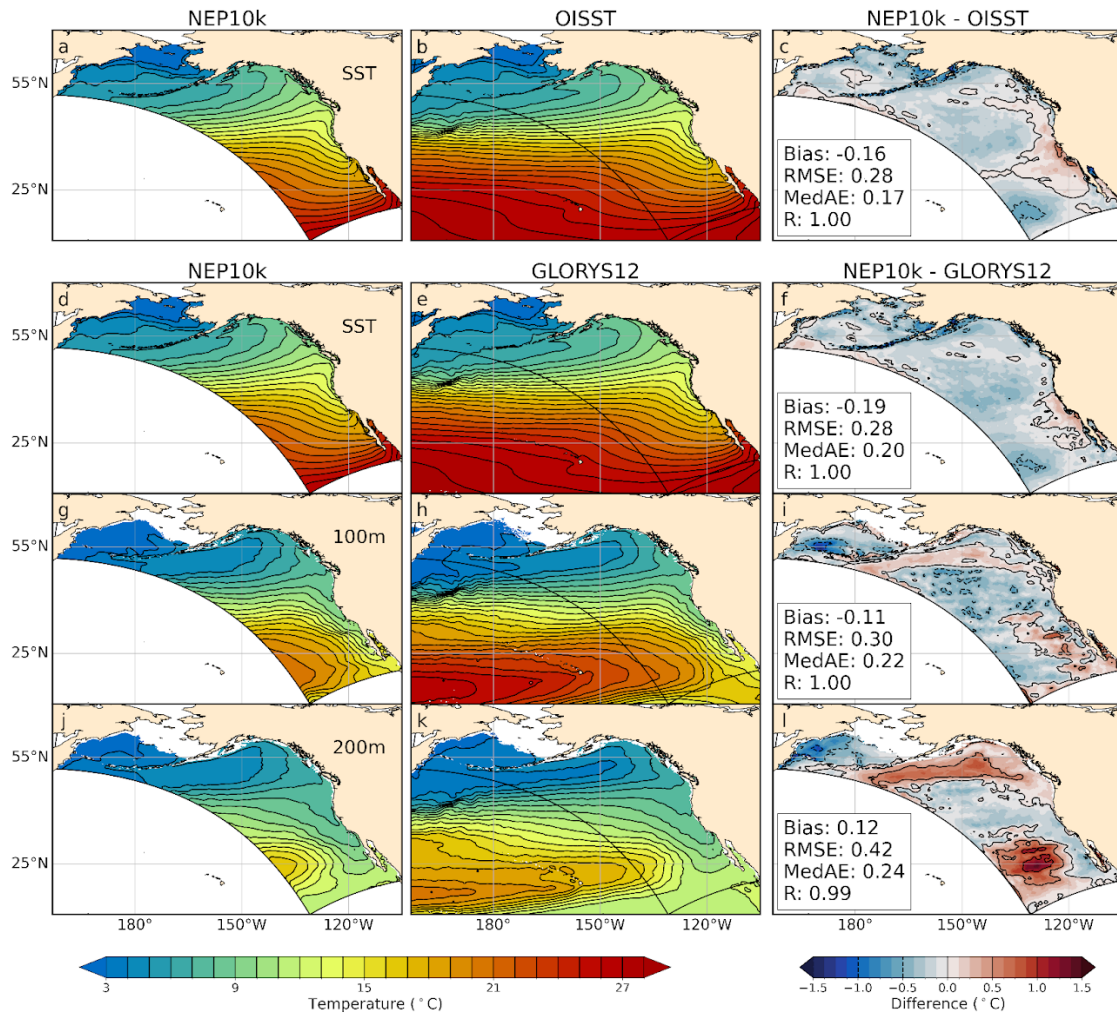 NEP10k OISST NEP10k - OISST
a SST b c
55°N
25°N
Bias: -0.16
RMSE: 0.28
MedAE: 0.17
R: 1.00
NEP10k GLORYS12 NEP10k - GLORYS12
d SST e f
55°N
25°N
Bias: -0.19
RMSE: 0.28
MedAE: 0.20
R: 1.00
g 100m h i
55°N
25°N
Bias: -0.11
RMSE: 0.30
MedAE: 0.22
R: 1.00
j 200m k l
55°N
25°N
Bias: 0.12
RMSE: 0.42
MedAE: 0.24
R: 0.99
180° 150°W 120°W 180° 150°W 120°W 180° 150°W 120°W
3 9 15 21 27
Temperature (°C)
−1.5 −1.0 −0.5 0.0 0.5 1.0 1.5
Difference (°C)